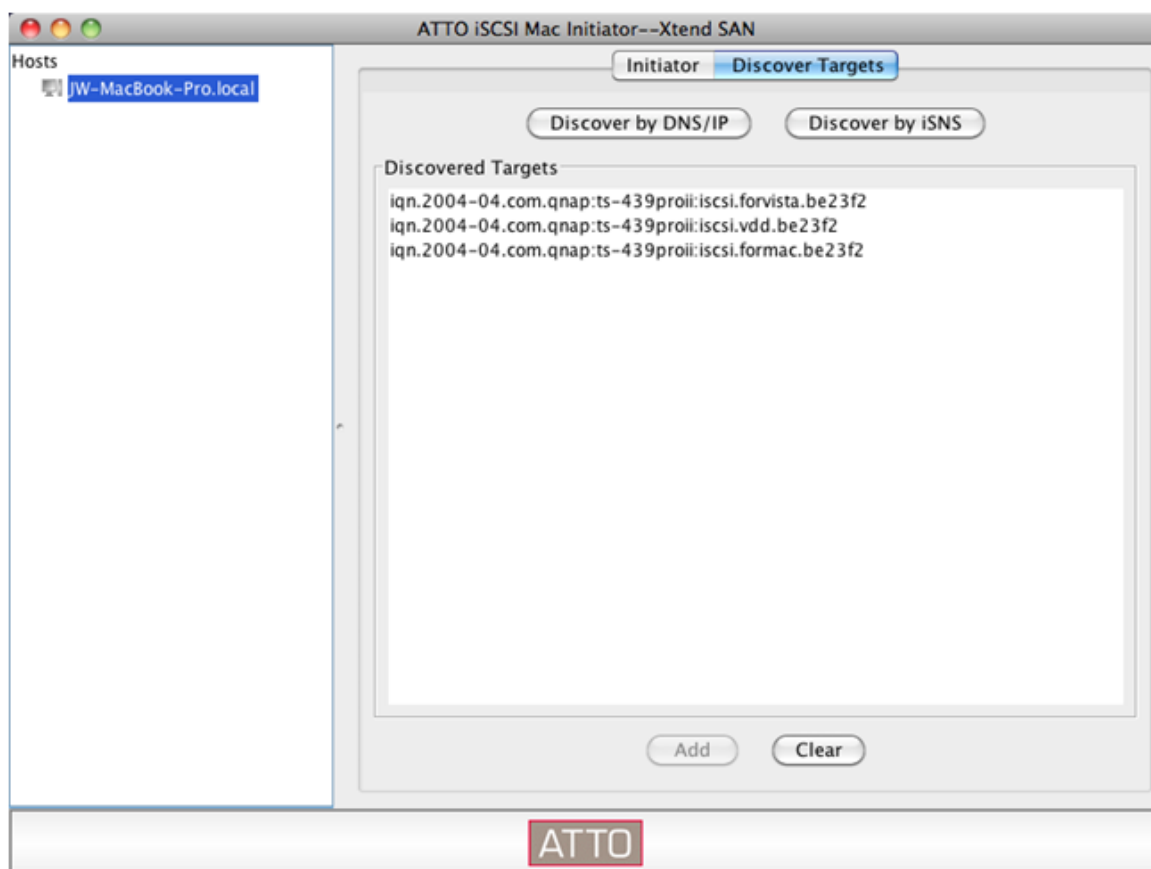 ATTO iSCSI Mac Initiator--Xtend SAN
Hosts
JW-MacBook-Pro.local
Initiator
Discover Targets
Discover by DNS/IP
Discover by iSNS
Discovered Targets
iqn.2004-04.com.qnap:ts-439proii:iscsi.forvista.be23f2
iqn.2004-04.com.qnap:ts-439proii:iscsi.vdd.be23f2
iqn.2004-04.com.qnap:ts-439proii:iscsi.formac.be23f2
Add
Clear
ATTO